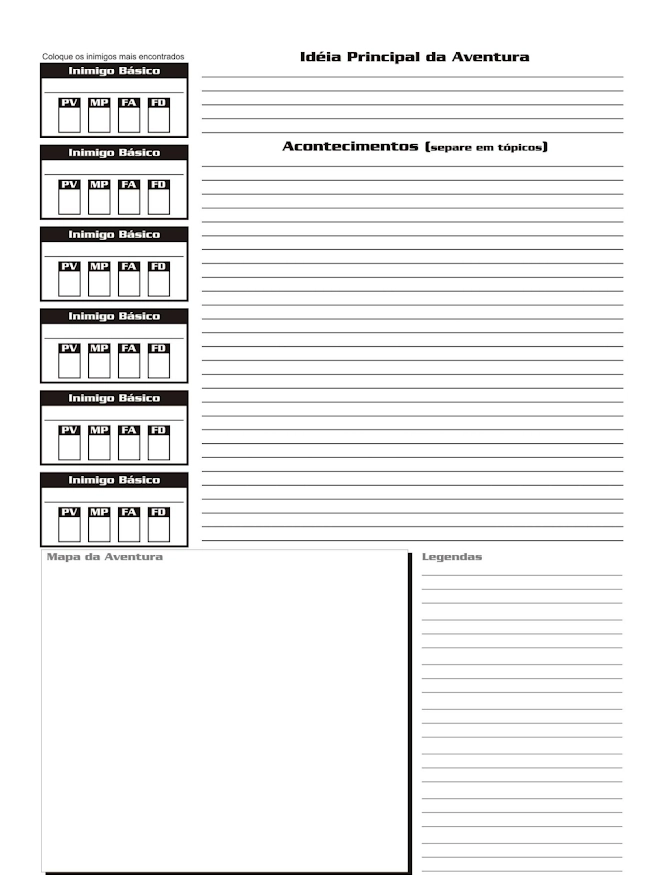 Coloque os inimigos mais encontrados
Inimigo Básico
PV MP FA FD
Inimigo Básico
PV MP FA FD
Inimigo Básico
PV MP FA FD
Inimigo Básico
PV MP FA FD
Inimigo Básico
PV MP FA FD
Inimigo Básico
PV MP FA FD
Idéia Principal da Aventura
Acontecimentos (separe em tópicos)
Mapa da Aventura
Legendas